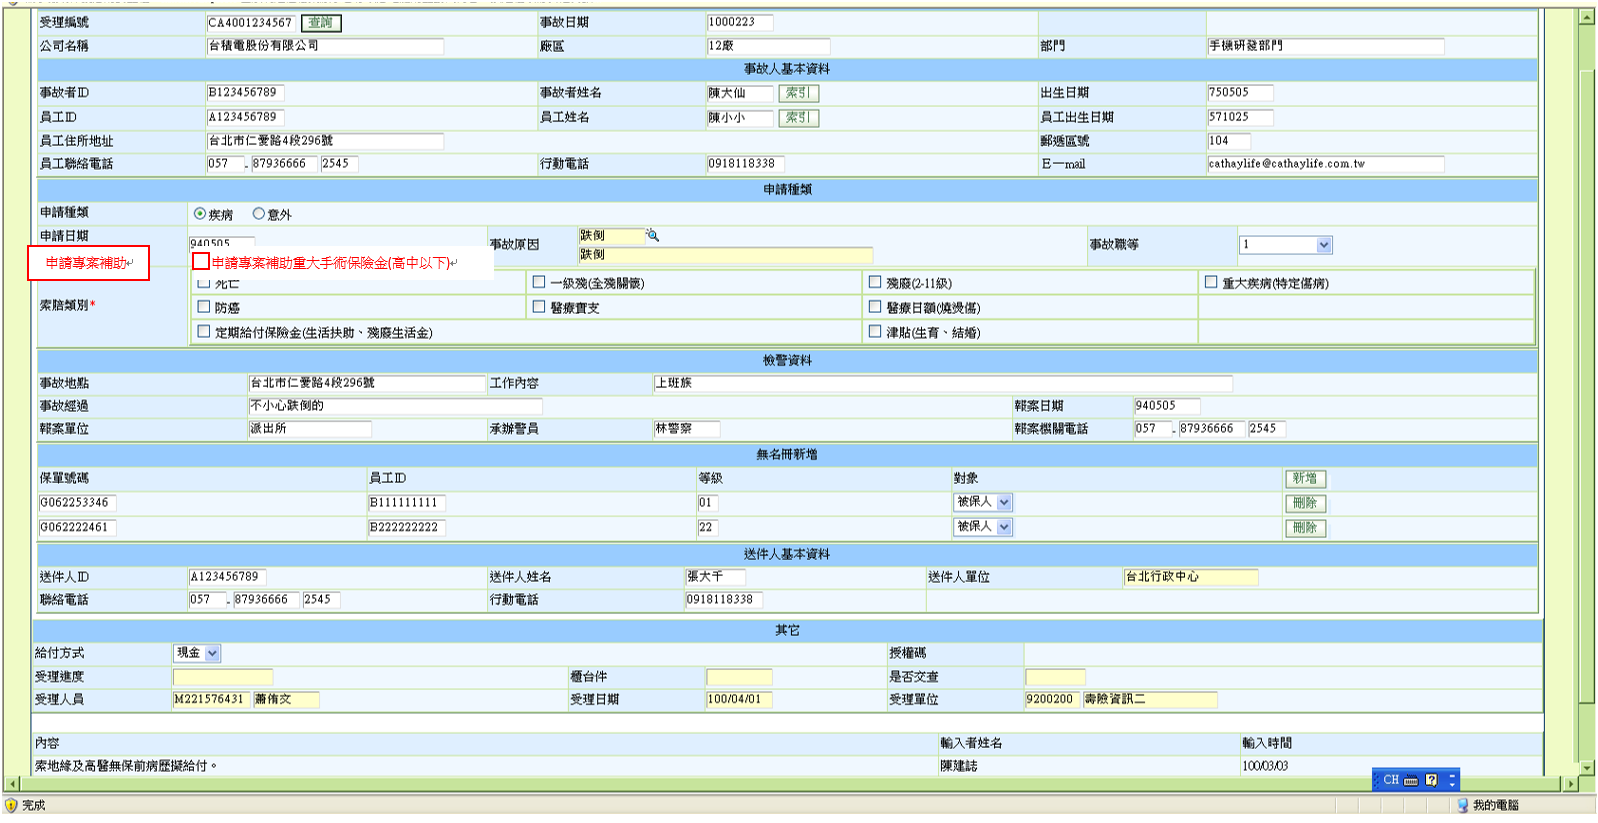 受理編號 CA4001234567 查詢 事故日期 1000223
公司名稱 台積電股份有限公司 廠區 12廠 部門 手機研發部門
事故人基本資料
事故者ID B123456789 事故者姓名 陳大仙 索引 出生日期 750505
員工ID A123456789 員工姓名 陳小小 索引 員工出生日期 571025
員工住所地址 台北市仁愛路4段296號 郵遞區號 104
員工聯絡電話 057 - 87936666 2545 行動電話 0918118338 E－mail cathaylife@cathaylife.com.tw
申請種類
申請種類 疾病 意外
申請日期 940505 事故原因 跌倒 事故職等 1
跌倒
申請專案補助 申請專案補助重大手術保險金(高中以下)
索賠類別* 死亡 一級殘(全殘關懷) 殘廢(2-11級) 重大疾病(特定傷病)
防癌 醫療實支 醫療日額(燒燙傷)
定期給付保險金(生活扶助、殘廢生活金) 津貼(生育、結婚)
檢警資料
事故地點 台北市仁愛路4段296號 工作內容 上班族
事故經過 不小心跌倒的 報案日期 940505
報案單位 派出所 承辦警員 林警察 報案機關電話 057 - 87936666 2545
無名冊新增
保單號碼 員工ID 等級 對象 新增
G062253346 B111111111 01 被保人 刪除
G062222461 B222222222 22 被保人 刪除
送件人基本資料
送件人ID A123456789 送件人姓名 張大千 送件人單位 台北行政中心
聯絡電話 057 - 87936666 2545 行動電話 0918118338
其它
給付方式 現金 授權碼
受理進度 櫃台件 是否交查
受理人員 M221576431 蕭侑文 受理日期 100/04/01 受理單位 9200200 壽險資訊二
內容 輸入者姓名 輸入時間
索地緣及高醫無保前病歷擬給付。 陳建誌 100/03/03
CH
完成 我的電腦